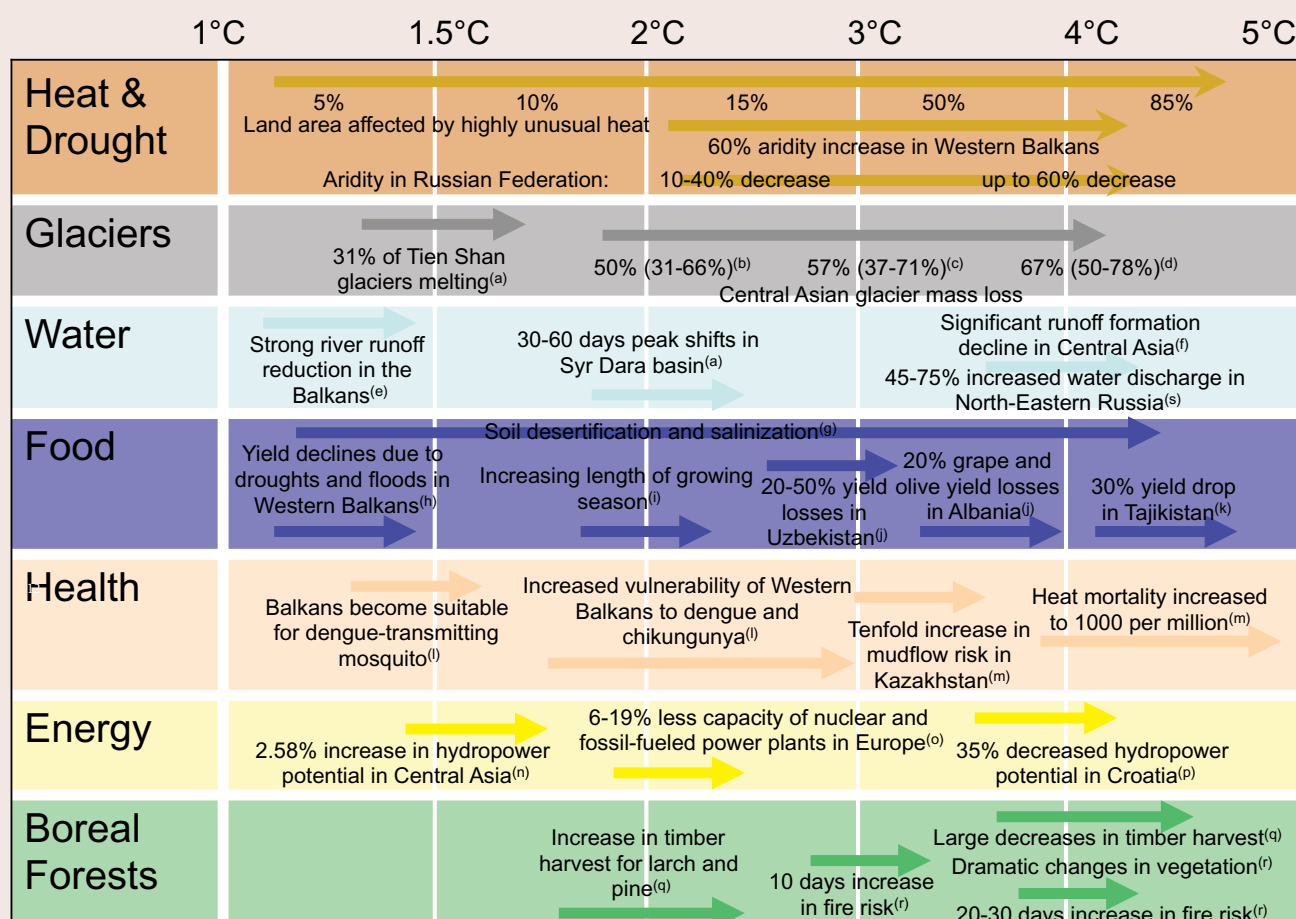 1°C 1.5°C 2°C 3°C 4°C 5°C
Heat &
Drought
5% 10% 15% 50% 85%
Land area affected by highly unusual heat
60% aridity increase in Western Balkans
Aridity in Russian Federation: 10-40% decrease up to 60% decrease
Glaciers
31% of Tien Shan
glaciers melting(a)
50% (31-66%)(b) 57% (37-71%)(c) 67% (50-78%)(d)
Central Asian glacier mass loss
Water
Strong river runoff
reduction in the
Balkans(e)
30-60 days peak shifts in
Syr Dara basin(a)
Significant runoff formation
decline in Central Asia(f)
45-75% increased water discharge in
North-Eastern Russia(s)
Food
Soil desertification and salinization(g)
Yield declines due to
droughts and floods in
Western Balkans(h)
Increasing length of growing
season(i)
20-50% yield
losses in
Uzbekistan(j)
20% grape and
olive yield losses
in Albania(j)
30% yield drop
in Tajikistan(k)
Health
Balkans become suitable
for dengue-transmitting
mosquito(l)
Increased vulnerability of Western
Balkans to dengue and
chikungunya(l)
Tenfold increase in
mudflow risk in
Kazakhstan(m)
Heat mortality increased
to 1000 per million(m)
Energy
2.58% increase in hydropower
potential in Central Asia(n)
6-19% less capacity of nuclear and
fossil-fueled power plants in Europe(o)
35% decreased hydropower
potential in Croatia(p)
Boreal
Forests
Increase in timber
harvest for larch and
pine(q)
10 days increase
in fire risk(r)
Large decreases in timber harvest(q)
Dramatic changes in vegetation(r)
20-30 days increase in fire risk(r)